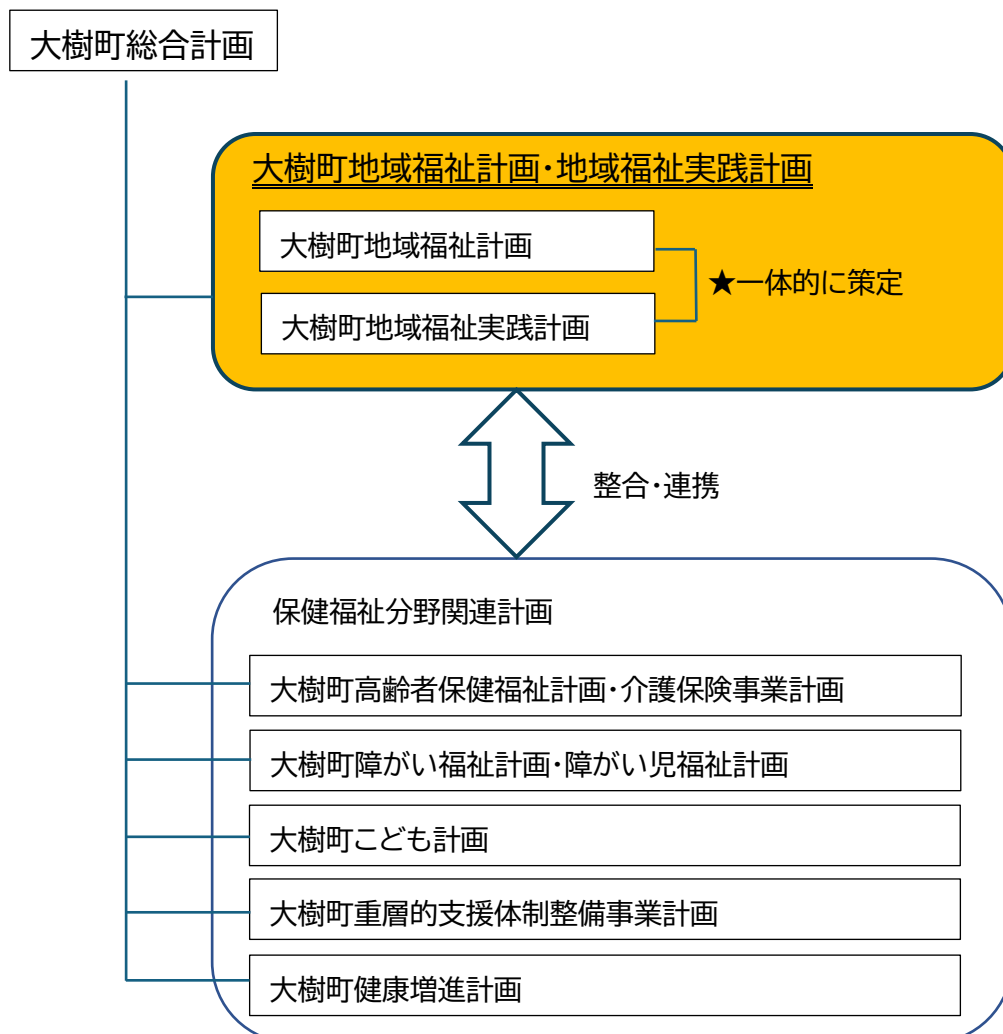 大樹町総合計画
大樹町地域福祉計画・地域福祉実践計画
大樹町地域福祉計画
★一体的に策定
大樹町地域福祉実践計画
整合・連携
保健福祉分野関連計画
大樹町高齢者保健福祉計画・介護保険事業計画
大樹町障がい福祉計画・障がい児福祉計画
大樹町こども計画
大樹町重層的支援体制整備事業計画
大樹町健康増進計画